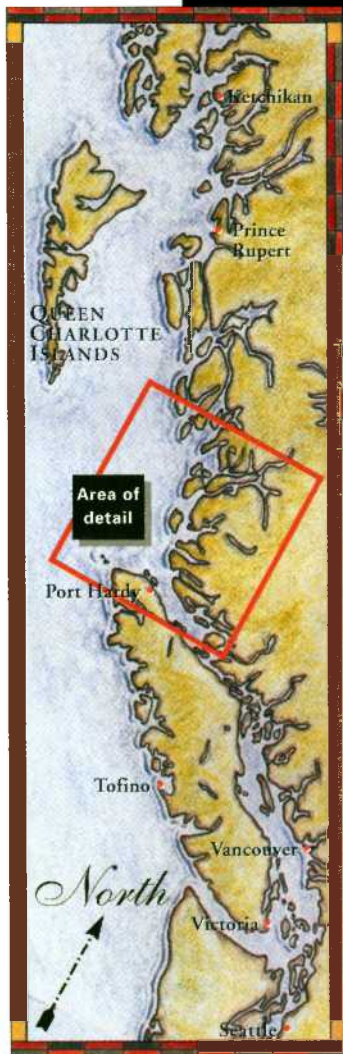 Ketchikan
Prince
Rupert
QUEEN
CHARLOTTE
ISLANDS
Area of
detail
Port Hardy
Tofino
Vancouver
North
Victoria
Seattle